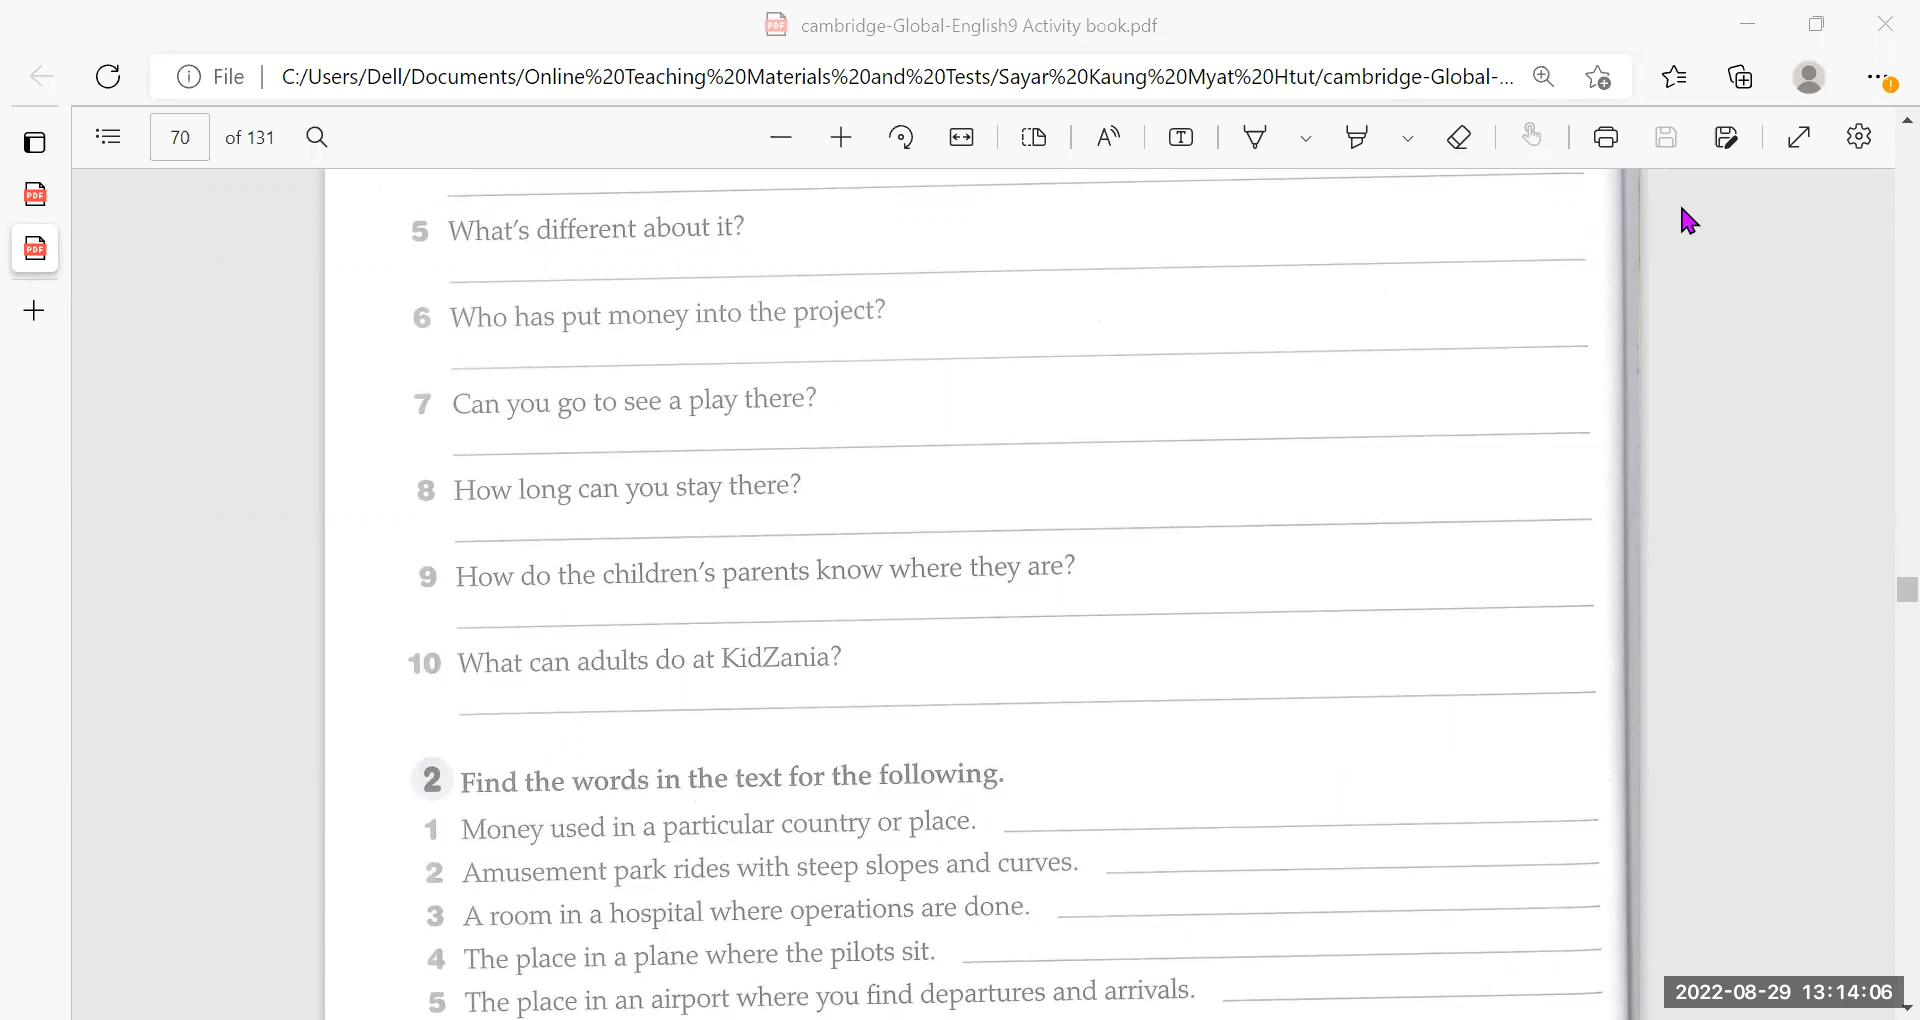 cambridge-Global-English9 Activity book.pdf
File
C:/Users/Dell/Documents/Online%20Teaching%20Materials%20and%20Tests/Sayar%20Kaung%20Myat%20Htut/cambridge-Global-...
70 of 131
5 What's different about it?
6 Who has put money into the project?
7 Can you go to see a play there?
8 How long can you stay there?
9 How do the children's parents know where they are?
10 What can adults do at KidZania?
2 Find the words in the text for the following.
1 Money used in a particular country or place.
2 Amusement park rides with steep slopes and curves.
3 A room in a hospital where operations are done.
4 The place in a plane where the pilots sit.
5 The place in an airport where you find departures and arrivals.
2022-08-29 13:14:06